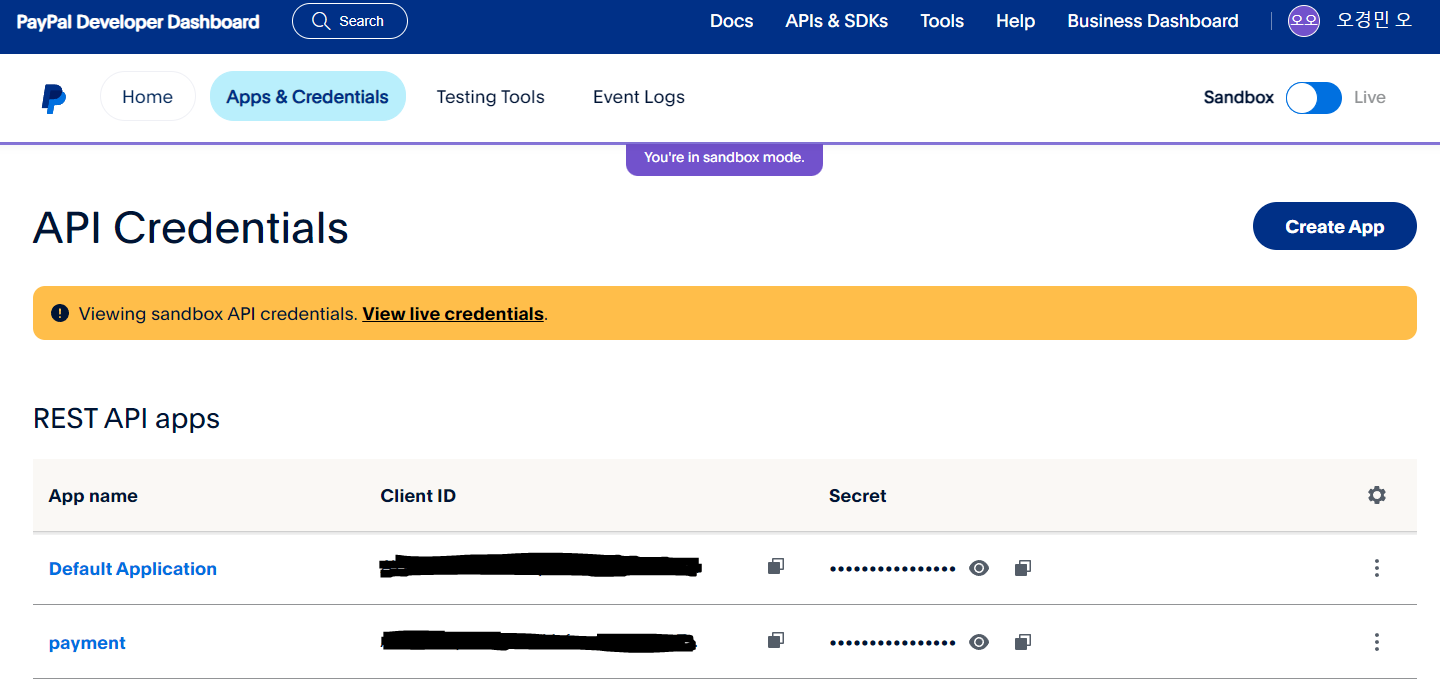 PayPal Developer Dashboard Search Docs APIs & SDKs Tools Help Business Dashboard 오오 오경민 오
Home Apps & Credentials Testing Tools Event Logs Sandbox Live
You're in sandbox mode.
API Credentials Create App
Viewing sandbox API credentials. View live credentials.
REST API apps
App name Client ID Secret
Default Application ••••••••••••••••
payment ••••••••••••••••